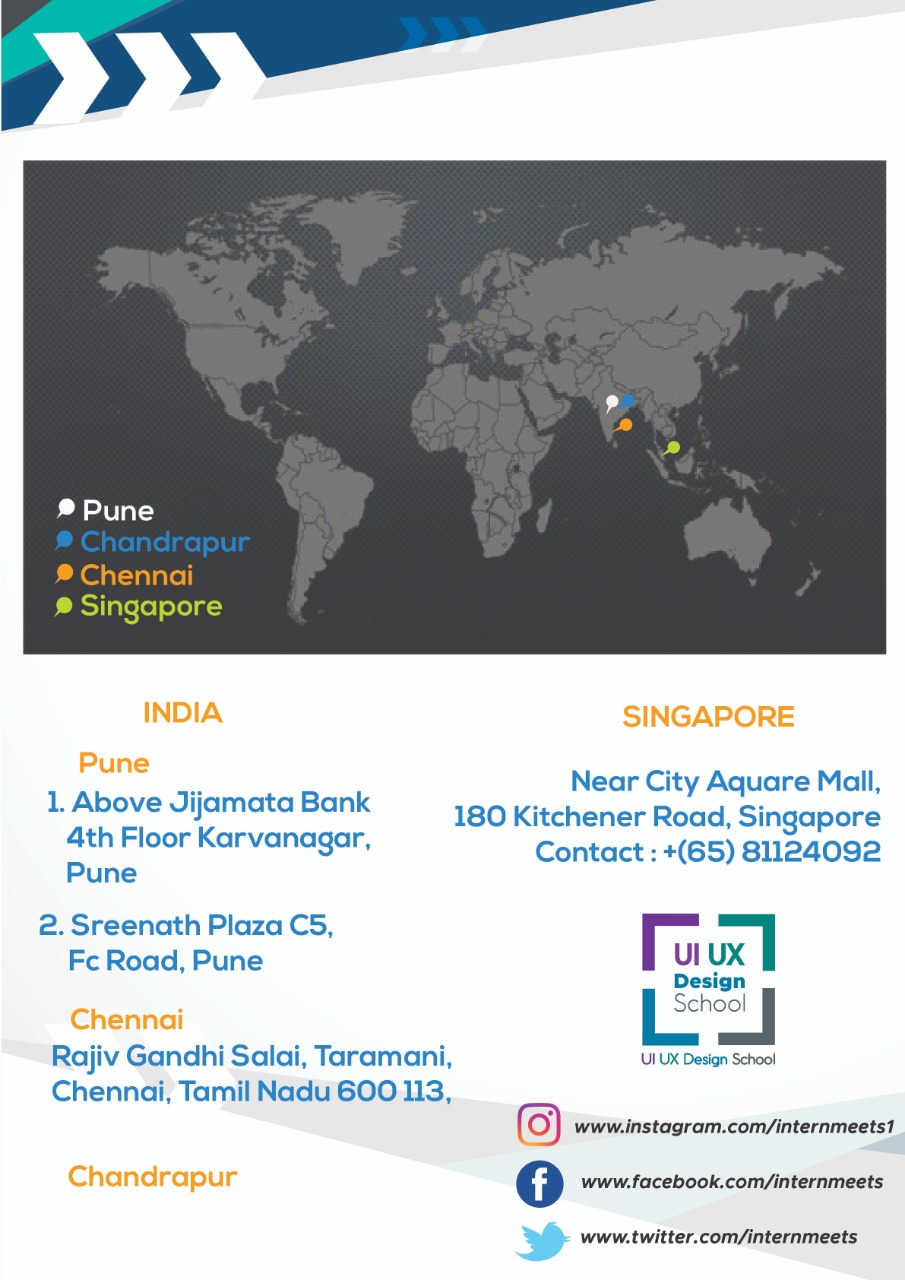 Pune
Chandrapur
Chennai
Singapore
INDIA
Pune
1. Above Jijamata Bank
4th Floor Karvanagar,
Pune
2. Sreenath Plaza C5,
Fc Road, Pune
Chennai
Rajiv Gandhi Salai, Taramani,
Chennai, Tamil Nadu 600 113,
Chandrapur
SINGAPORE
Near City Aquare Mall,
180 Kitchener Road, Singapore
Contact : +(65) 81124092
UI UX
Design
School
UI UX Design School
www.instagram.com/internmeets1
www.facebook.com/internmeets
www.twitter.com/internmeets